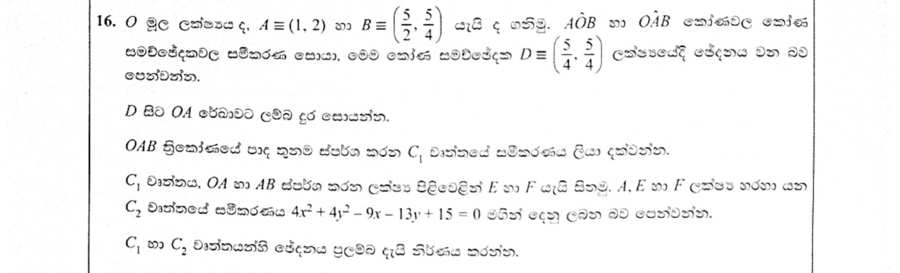 16. O මූල ලක්ෂ්‍යය ද, A ≡ (1, 2) හා B ≡ (5/2, 5/4) යැයි ද ගනිමු. AÔB හා OÂB කෝණවල කෝණ
සමච්ඡේදකවල සමීකරණ සොයා, මෙම කෝණ සමච්ඡේදක D ≡ (5/4, 5/4) ලක්ෂ්‍යයේදී ඡේදනය වන බව
පෙන්වන්න.
D සිට OA රේඛාවට ලම්බ දුර සොයන්න.
OAB ත්‍රිකෝණයේ පාද තුනම ස්පර්ශ කරන C₁ වෘත්තයේ සමීකරණය ලියා දක්වන්න.
C₁ වෘත්තය, OA හා AB ස්පර්ශ කරන ලක්ෂ්‍ය පිළිවෙළින් E හා F යැයි සිතමු. A, E හා F ලක්ෂ්‍ය හරහා යන
C₂ වෘත්තයේ සමීකරණය 4x² + 4y² – 9x – 13y + 15 = 0 මගින් දෙනු ලබන බව පෙන්වන්න.
C₁ හා C₂ වෘත්තයන්හි ඡේදනය ප්‍රලම්බ දැයි නිර්ණය කරන්න.